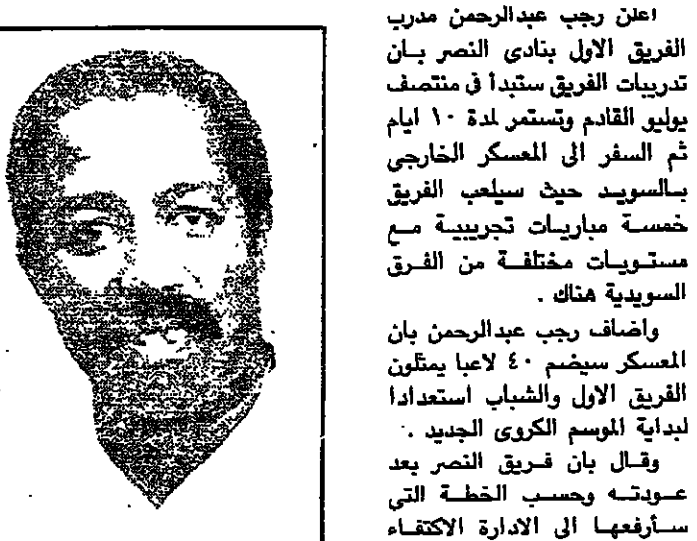 اعلن رجب عبدالرحمن مدرب
الفريق الاول بنادى النصر بان
تدريبات الفريق ستبدأ في منتصف
يوليو القادم وتستمر لمدة ١٠ ايام
ثم السفر الى المعسكر الخارجي
بالسويد حيث سيلعب الفريق
خمسة مباريات تجريبية مع
مستويات مختلفة من الفرق
السويدية هناك .
واضاف رجب عبدالرحمن بان
المعسكر سيضم ٤٠ لاعبا يمثلون
الفريق الاول والشباب استعدادا
لبداية الموسم الكروى الجديد .
وقال بان فريق النصر بعد
عودته وحسب الخطة التي
سأرفعها الى الادارة الاكتفاء